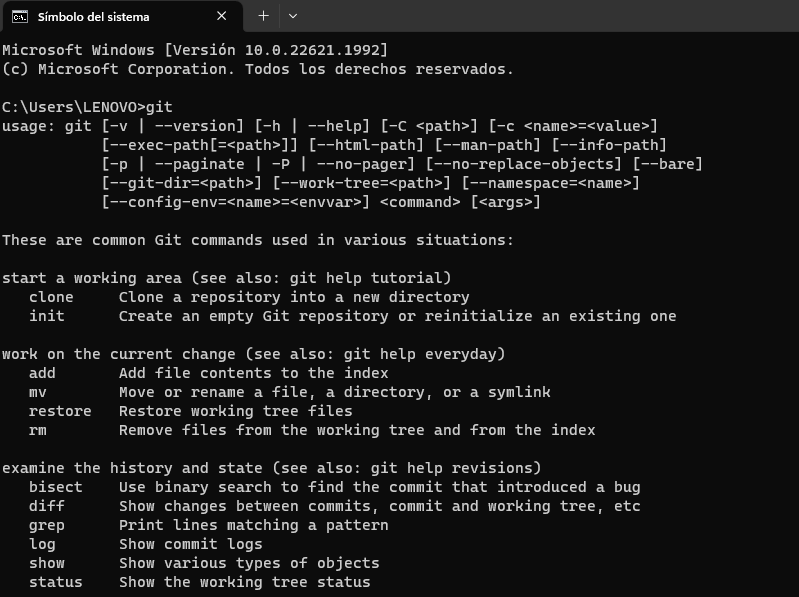 Símbolo del sistema
Microsoft Windows [Versión 10.0.22621.1992]
(c) Microsoft Corporation. Todos los derechos reservados.
C:\Users\LENOVO>git
usage: git [-v | --version] [-h | --help] [-C <path>] [-c <name>=<value>]
           [--exec-path[=<path>]] [--html-path] [--man-path] [--info-path]
           [-p | --paginate | -P | --no-pager] [--no-replace-objects] [--bare]
           [--git-dir=<path>] [--work-tree=<path>] [--namespace=<name>]
           [--config-env=<name>=<envvar>] <command> [<args>]
These are common Git commands used in various situations:
start a working area (see also: git help tutorial)
   clone     Clone a repository into a new directory
   init      Create an empty Git repository or reinitialize an existing one
work on the current change (see also: git help everyday)
   add       Add file contents to the index
   mv        Move or rename a file, a directory, or a symlink
   restore   Restore working tree files
   rm        Remove files from the working tree and from the index
examine the history and state (see also: git help revisions)
   bisect    Use binary search to find the commit that introduced a bug
   diff      Show changes between commits, commit and working tree, etc
   grep      Print lines matching a pattern
   log       Show commit logs
   show      Show various types of objects
   status    Show the working tree status